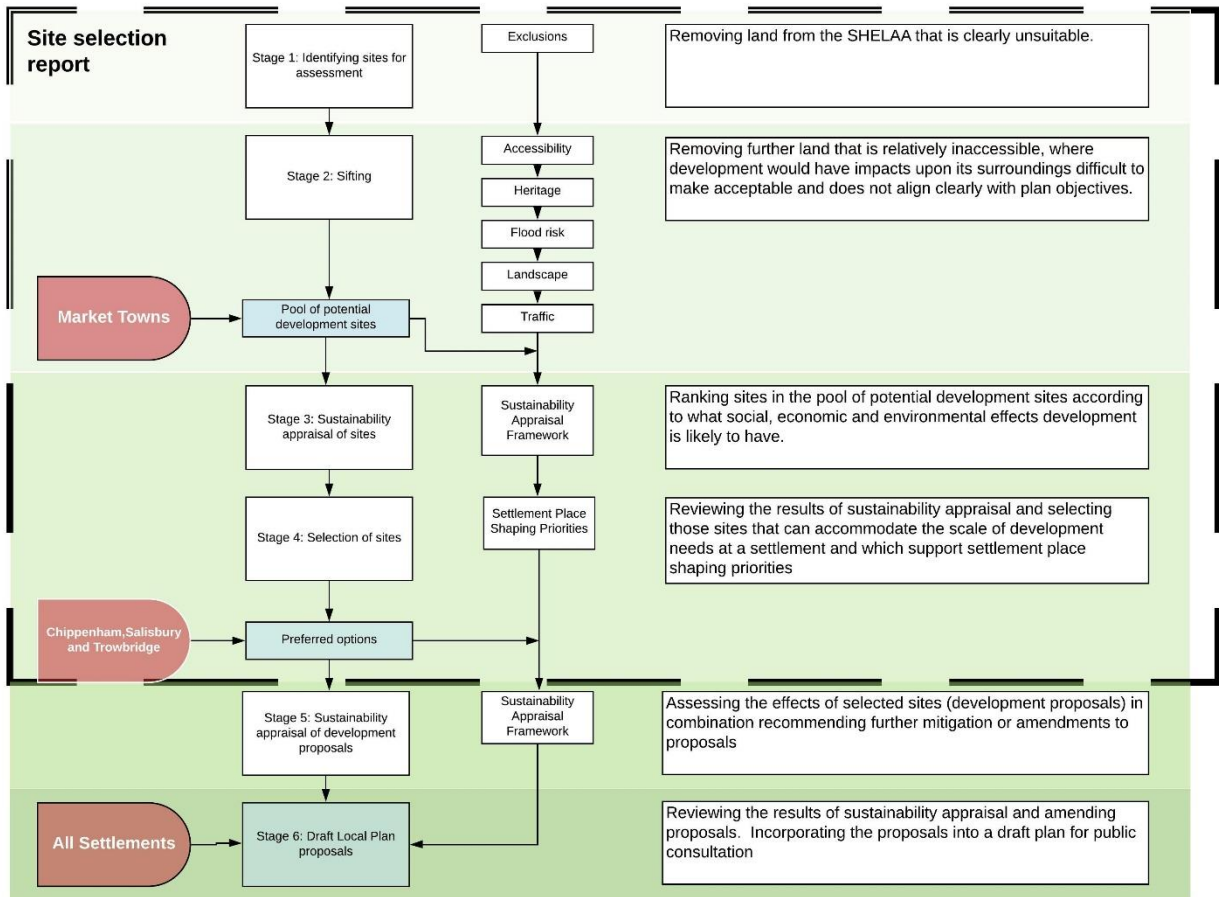 Site selection
report
Stage 1: Identifying sites for
assessment
Exclusions
Removing land from the SHELAA that is clearly unsuitable.
Stage 2: Sifting
Accessibility
Heritage
Flood risk
Landscape
Traffic
Removing further land that is relatively inaccessible, where
development would have impacts upon its surroundings difficult to
make acceptable and does not align clearly with plan objectives.
Market Towns
Pool of potential
development sites
Stage 3: Sustainability
appraisal of sites
Sustainability
Appraisal
Framework
Ranking sites in the pool of potential development sites according
to what social, economic and environmental effects development
is likely to have.
Stage 4: Selection of
sites
Settlement Place
Shaping Priorities
Reviewing the results of sustainability appraisal and selecting
those sites that can accommodate the scale of development
needs at a settlement and which support settlement place
shaping priorities
Chippenham,Salisbury
and Trowbridge
Preferred options
Stage 5: Sustainability
appraisal of development
proposals
Sustainability
Appraisal
Framework
Assessing the effects of selected sites (development proposals) in
combination recommending further mitigation or amendments to
proposals
All Settlements
Stage 6: Draft Local Plan
proposals
Reviewing the results of sustainability appraisal and amending
proposals.  Incorporating the proposals into a draft plan for public
consultation